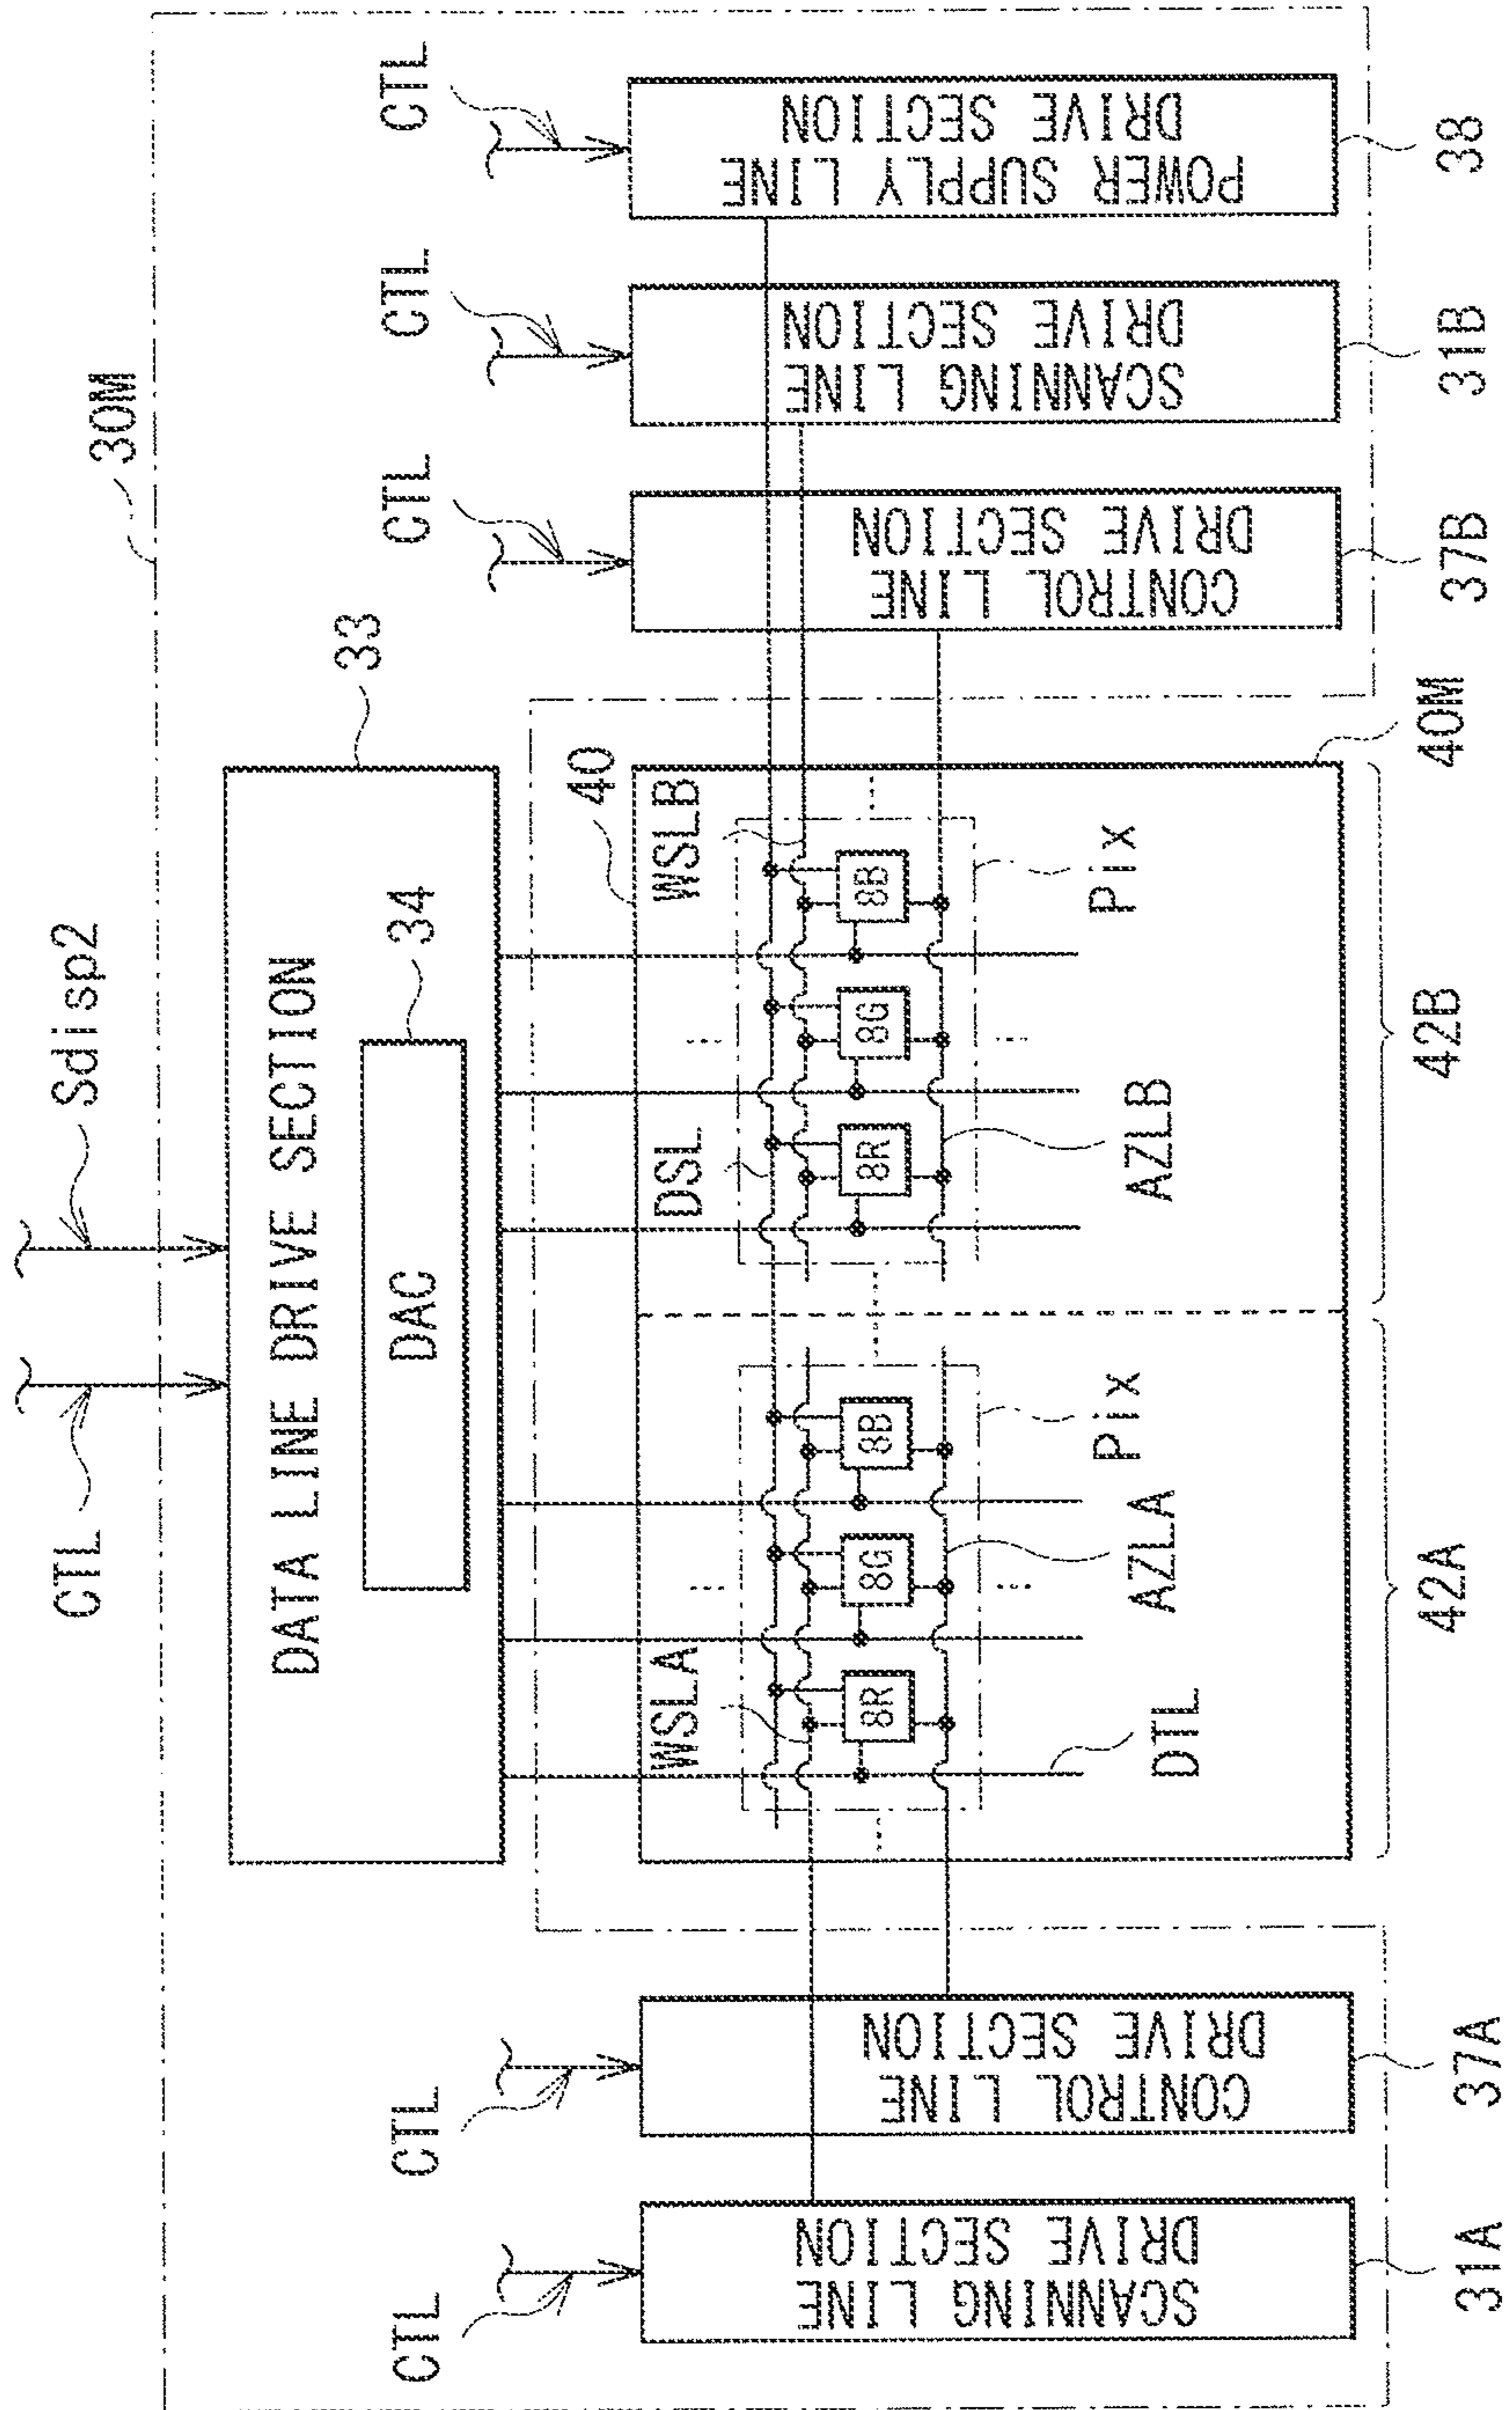 30M
Sdisp2
CTL
33
DATA LINE DRIVE SECTION
34
DAC
CTL
CTL
CTL
CTL
CTL
40
WSLA
DSL
WSLB
8R
8G
8B
8R
8G
8B
Pix
Pix
DTL
AZLA
AZLB
SCANNING LINE
DRIVE SECTION
CONTROL LINE
DRIVE SECTION
CONTROL LINE
DRIVE SECTION
SCANNING LINE
DRIVE SECTION
POWER SUPPLY LINE
DRIVE SECTION
31A
37A
42A
42B
40M
37B
31B
38